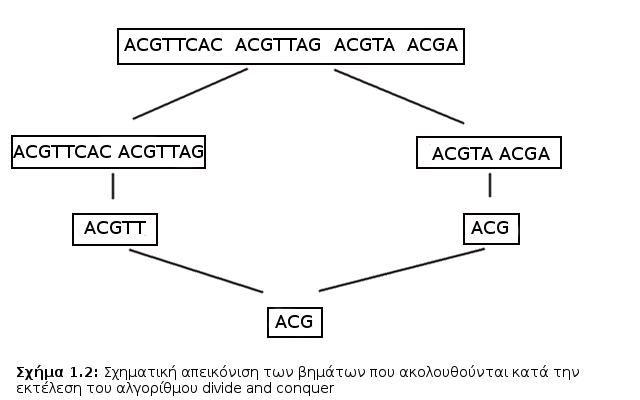 ACGTTCAC ACGTTAG ACGTA ACGA
ACGTTCAC ACGTTAG
ACGTA ACGA
ACGTT
ACG
ACG
Σχήμα 1.2: Σχηματική απεικόνιση των βημάτων που ακολουθούνται κατά την
εκτέλεση του αλγορίθμου divide and conquer